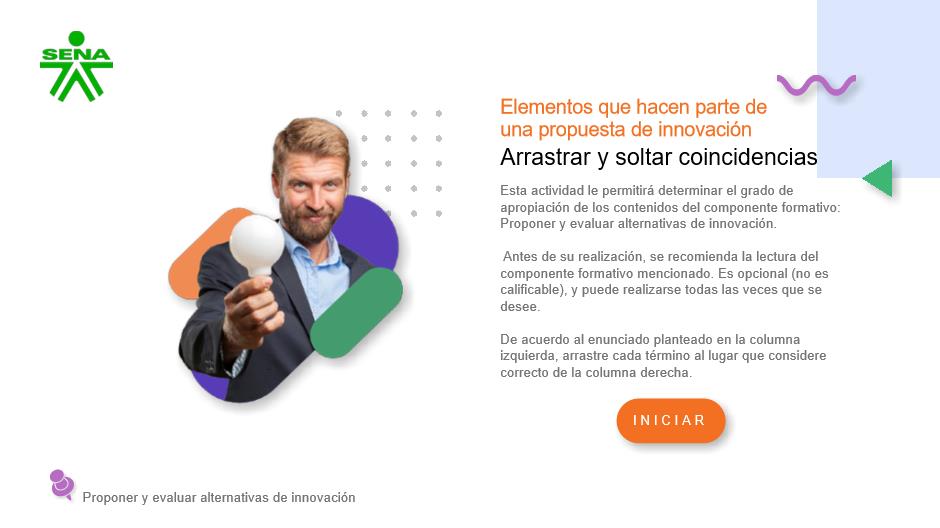 SENA
Elementos que hacen parte de
una propuesta de innovación
Arrastrar y soltar coincidencias
Esta actividad le permitirá determinar el grado de
apropiación de los contenidos del componente formativo:
Proponer y evaluar alternativas de innovación.
Antes de su realización, se recomienda la lectura del
componente formativo mencionado. Es opcional (no es
calificable), y puede realizarse todas las veces que se
desee.
De acuerdo al enunciado planteado en la columna
izquierda, arrastre cada término al lugar que considere
correcto de la columna derecha.
INICIAR
Proponer y evaluar alternativas de innovación